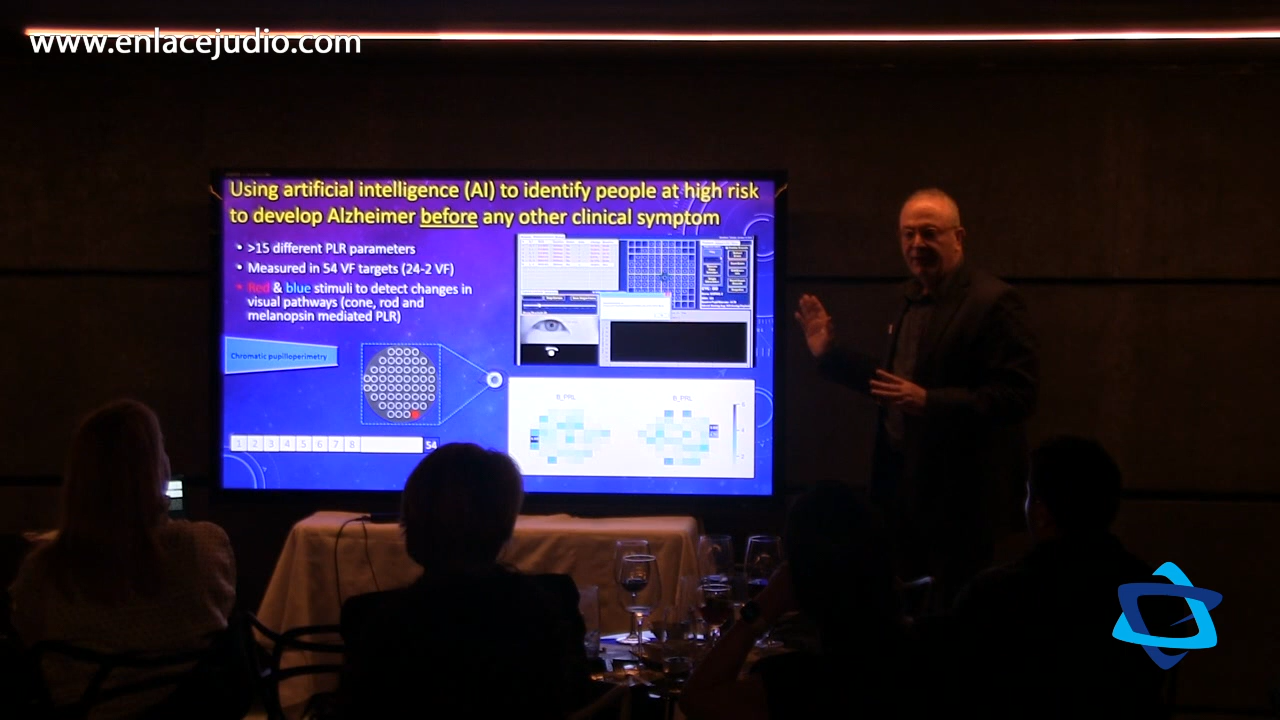 www.enlacejudio.com
Using artificial intelligence (AI) to identify people at high risk
to develop Alzheimer before any other clinical symptom
• >15 different PLR parameters
• Measured in 54 VF targets (24-2 VF)
• Red & blue stimuli to detect changes in
visual pathways (cone, rod and
melanopsin mediated PLR)
Chromatic pupilloperimetry
B_PRL B_PRL
1 2 3 4 5 6 7 8 54